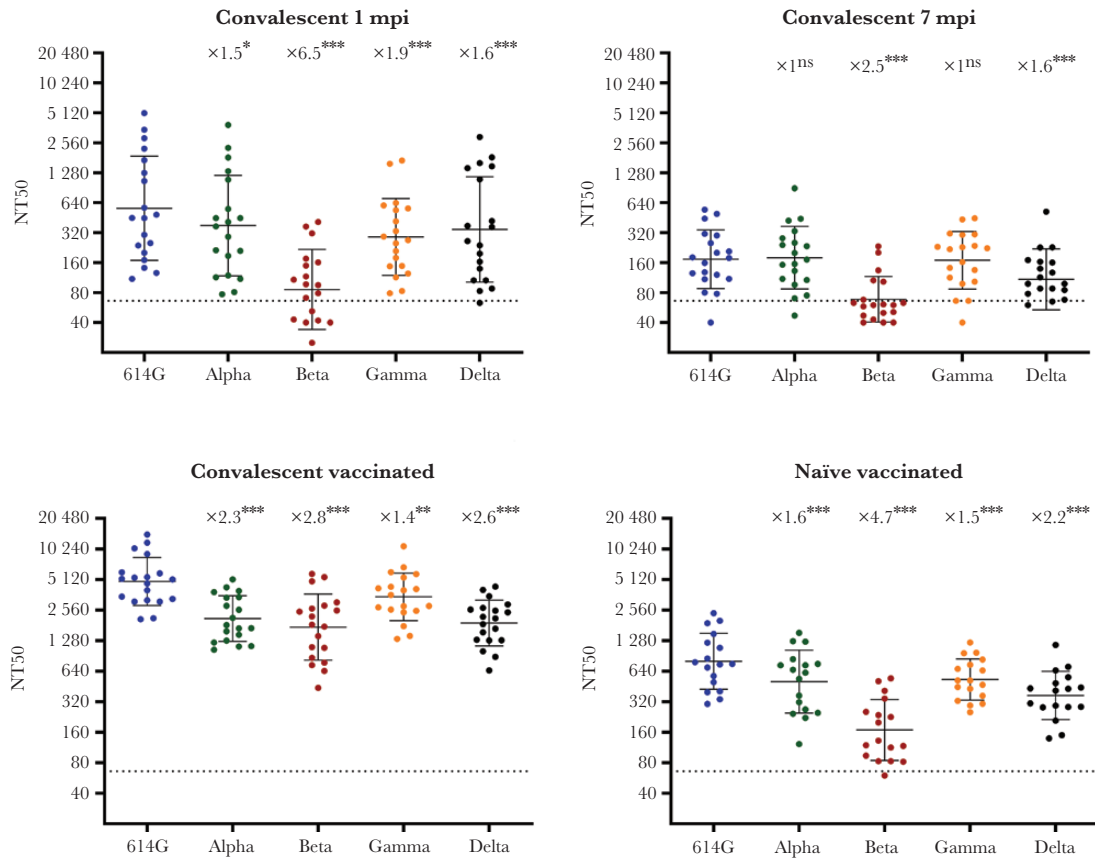 Convalescent 1 mpi
×1.5* ×6.5*** ×1.9*** ×1.6***
NT50
20 480
10 240
5 120
2 560
1 280
640
320
160
80
40
614G Alpha Beta Gamma Delta
Convalescent 7 mpi
×1ns ×2.5*** ×1ns ×1.6***
NT50
20 480
10 240
5 120
2 560
1 280
640
320
160
80
40
614G Alpha Beta Gamma Delta
Convalescent vaccinated
×2.3*** ×2.8*** ×1.4** ×2.6***
NT50
20 480
10 240
5 120
2 560
1 280
640
320
160
80
40
614G Alpha Beta Gamma Delta
Naïve vaccinated
×1.6*** ×4.7*** ×1.5*** ×2.2***
NT50
20 480
10 240
5 120
2 560
1 280
640
320
160
80
40
614G Alpha Beta Gamma Delta